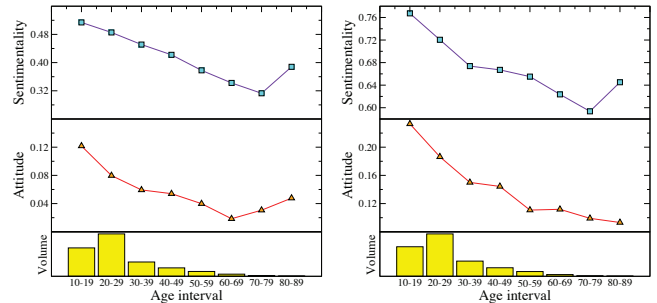 Sentimentality
0.48
0.40
0.32
Attitude
0.12
0.08
0.04
Volume
10-19 20-29 30-39 40-49 50-59 60-69 70-79 80-89
Age interval
Sentimentality
0.76
0.72
0.68
0.64
0.60
Attitude
0.20
0.16
0.12
Volume
10-19 20-29 30-39 40-49 50-59 60-69 70-79 80-89
Age interval